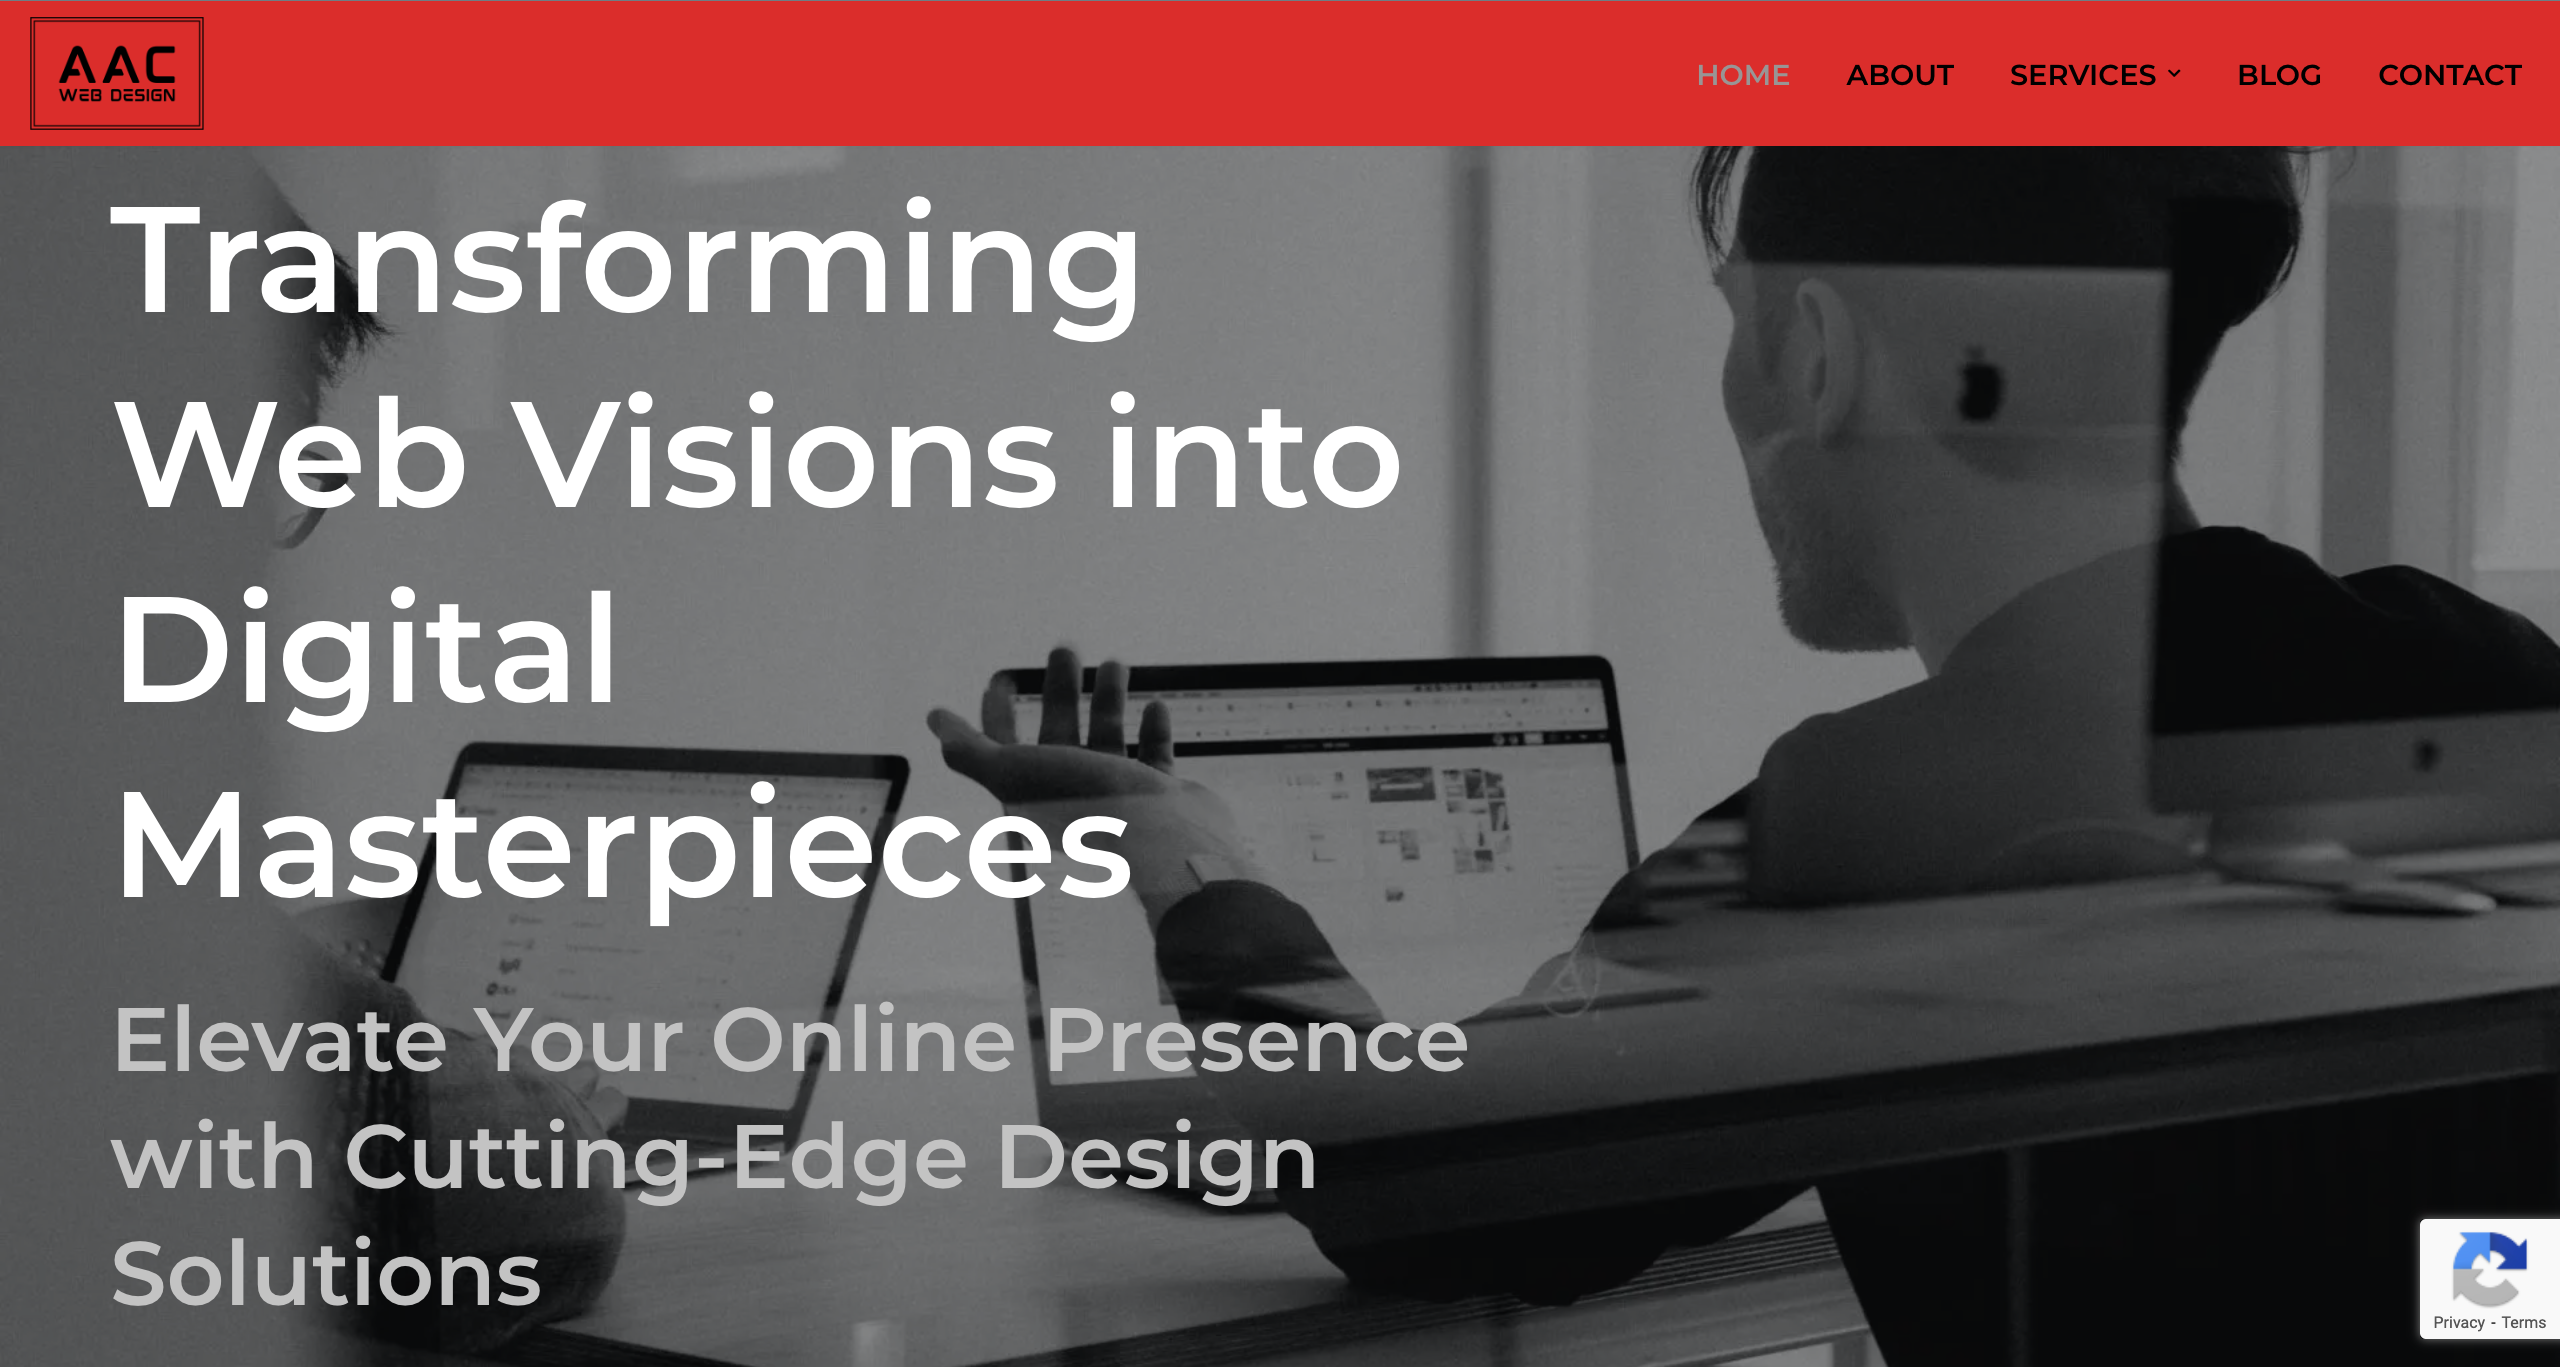 AAC
WEB DESIGN
HOME ABOUT SERVICES BLOG CONTACT
Transforming
Web Visions into
Digital
Masterpieces
Elevate Your Online Presence
with Cutting-Edge Design
Solutions
Privacy - Terms